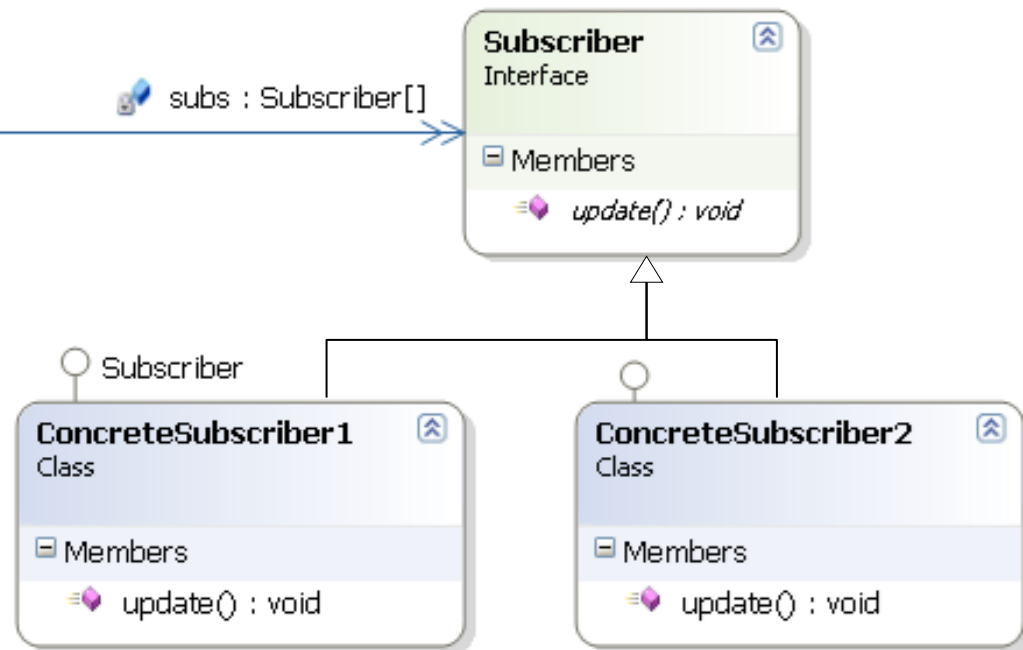 subs : Subscriber[]
Subscriber
Interface
Members
update() : void
Subscriber
ConcreteSubscriber1
Class
Members
update() : void
ConcreteSubscriber2
Class
Members
update() : void